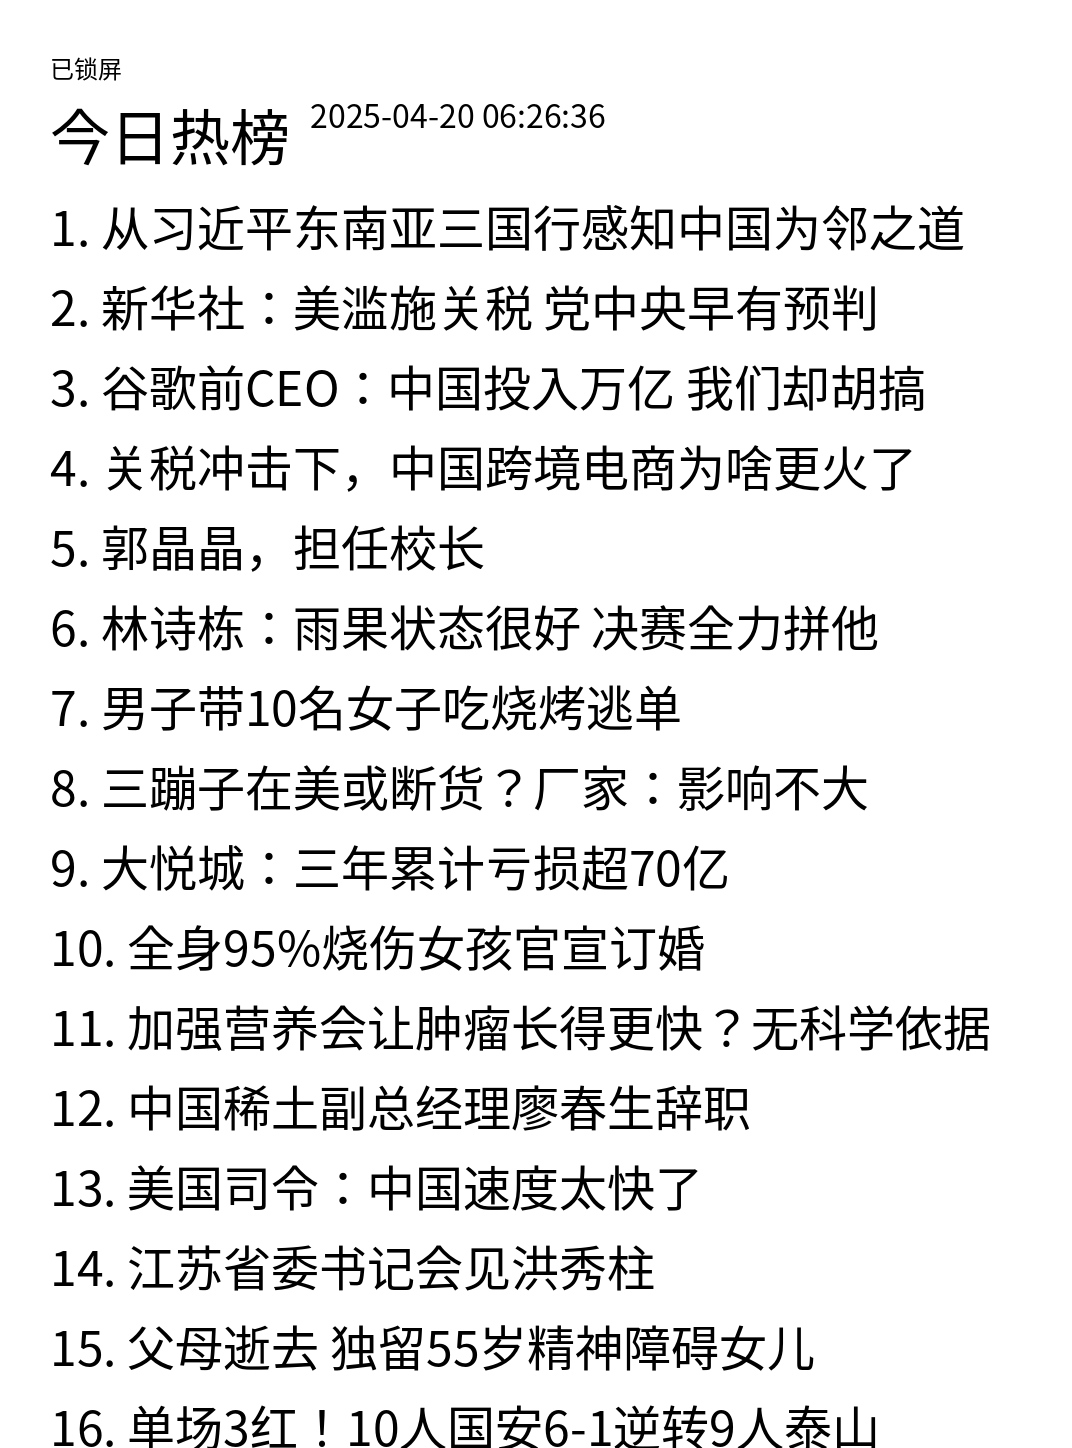 已锁屏
今日热榜 2025-04-20 06:26:36
1. 从习近平东南亚三国行感知中国为邻之道
2. 新华社：美滥施关税 党中央早有预判
3. 谷歌前CEO：中国投入万亿 我们却胡搞
4. 关税冲击下，中国跨境电商为啥更火了
5. 郭晶晶，担任校长
6. 林诗栋：雨果状态很好 决赛全力拼他
7. 男子带10名女子吃烧烤逃单
8. 三蹦子在美或断货？厂家：影响不大
9. 大悦城：三年累计亏损超70亿
10. 全身95%烧伤女孩官宣订婚
11. 加强营养会让肿瘤长得更快？无科学依据
12. 中国稀土副总经理廖春生辞职
13. 美国司令：中国速度太快了
14. 江苏省委书记会见洪秀柱
15. 父母逝去 独留55岁精神障碍女儿
16. 单场3红！10人国安6-1逆转9人泰山